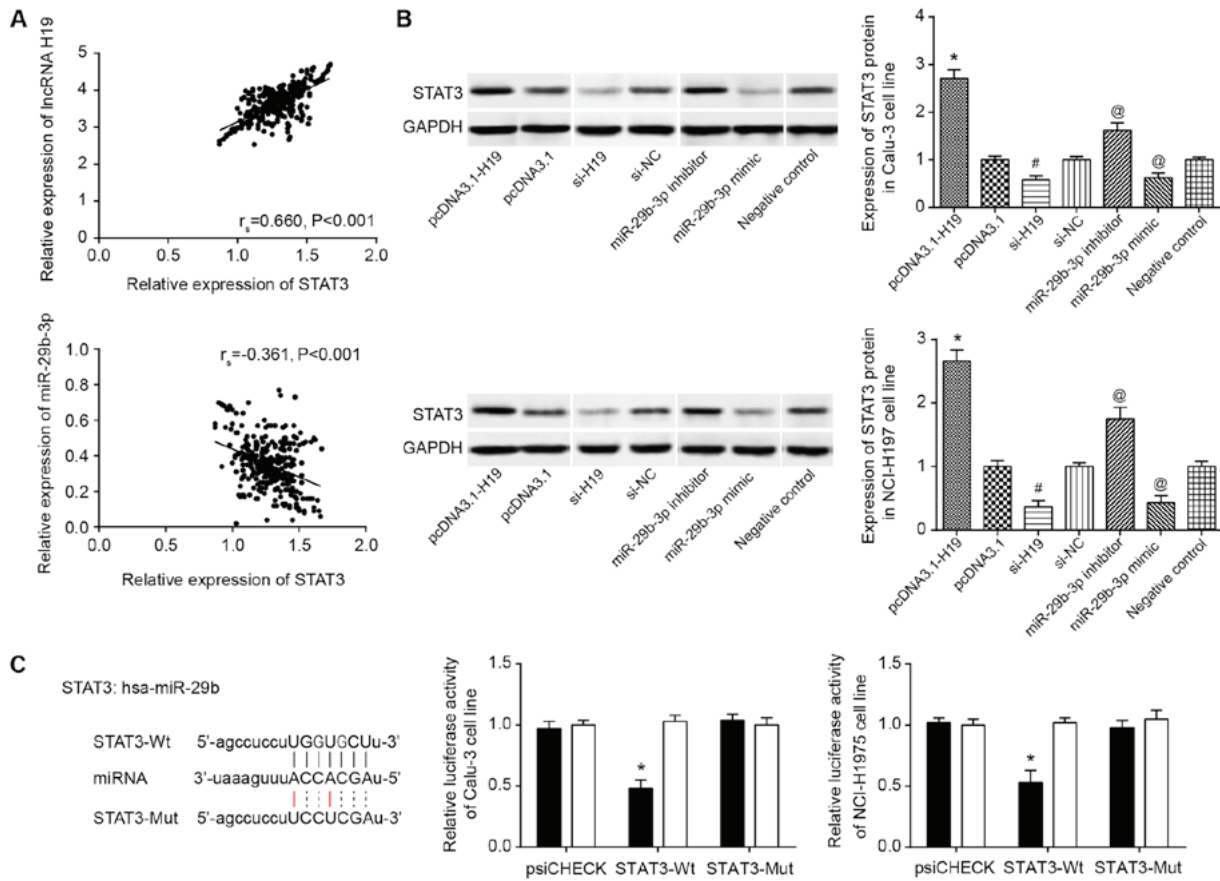 A
Relative expression of lncRNA H19
5
4
3
2
1
0
r_s=0.660, P<0.001
0.0 0.5 1.0 1.5 2.0
Relative expression of STAT3
Relative expression of miR-29b-3p
1.0
0.8
0.6
0.4
0.2
0.0
r_s=-0.361, P<0.001
0.0 0.5 1.0 1.5 2.0
Relative expression of STAT3
B
STAT3
GAPDH
pcDNA3.1-H19
pcDNA3.1
si-H19
si-NC
miR-29b-3p inhibitor
miR-29b-3p mimic
Negative control
Expression of STAT3 protein
in Calu-3 cell line
4
3
2
1
0
*
#
@
@
pcDNA3.1-H19
pcDNA3.1
si-H19
si-NC
miR-29b-3p inhibitor
miR-29b-3p mimic
Negative control
STAT3
GAPDH
pcDNA3.1-H19
pcDNA3.1
si-H19
si-NC
miR-29b-3p inhibitor
miR-29b-3p mimic
Negative control
Expression of STAT3 protein
in NCI-H197 cell line
3
2
1
0
*
#
@
@
pcDNA3.1-H19
pcDNA3.1
si-H19
si-NC
miR-29b-3p inhibitor
miR-29b-3p mimic
Negative control
C
STAT3: hsa-miR-29b
STAT3-Wt 5'-agccuccuUGGUGCUu-3'
miRNA 3'-uaaaguuuACCACGAu-5'
STAT3-Mut 5'-agccuccuUCCUCGAu-3'
Relative luciferase activity
of Calu-3 cell line
1.5
1.0
0.5
0.0
*
psiCHECK STAT3-Wt STAT3-Mut
Relative luciferase activity
of NCI-H1975 cell line
1.5
1.0
0.5
0.0
*
psiCHECK STAT3-Wt STAT3-Mut